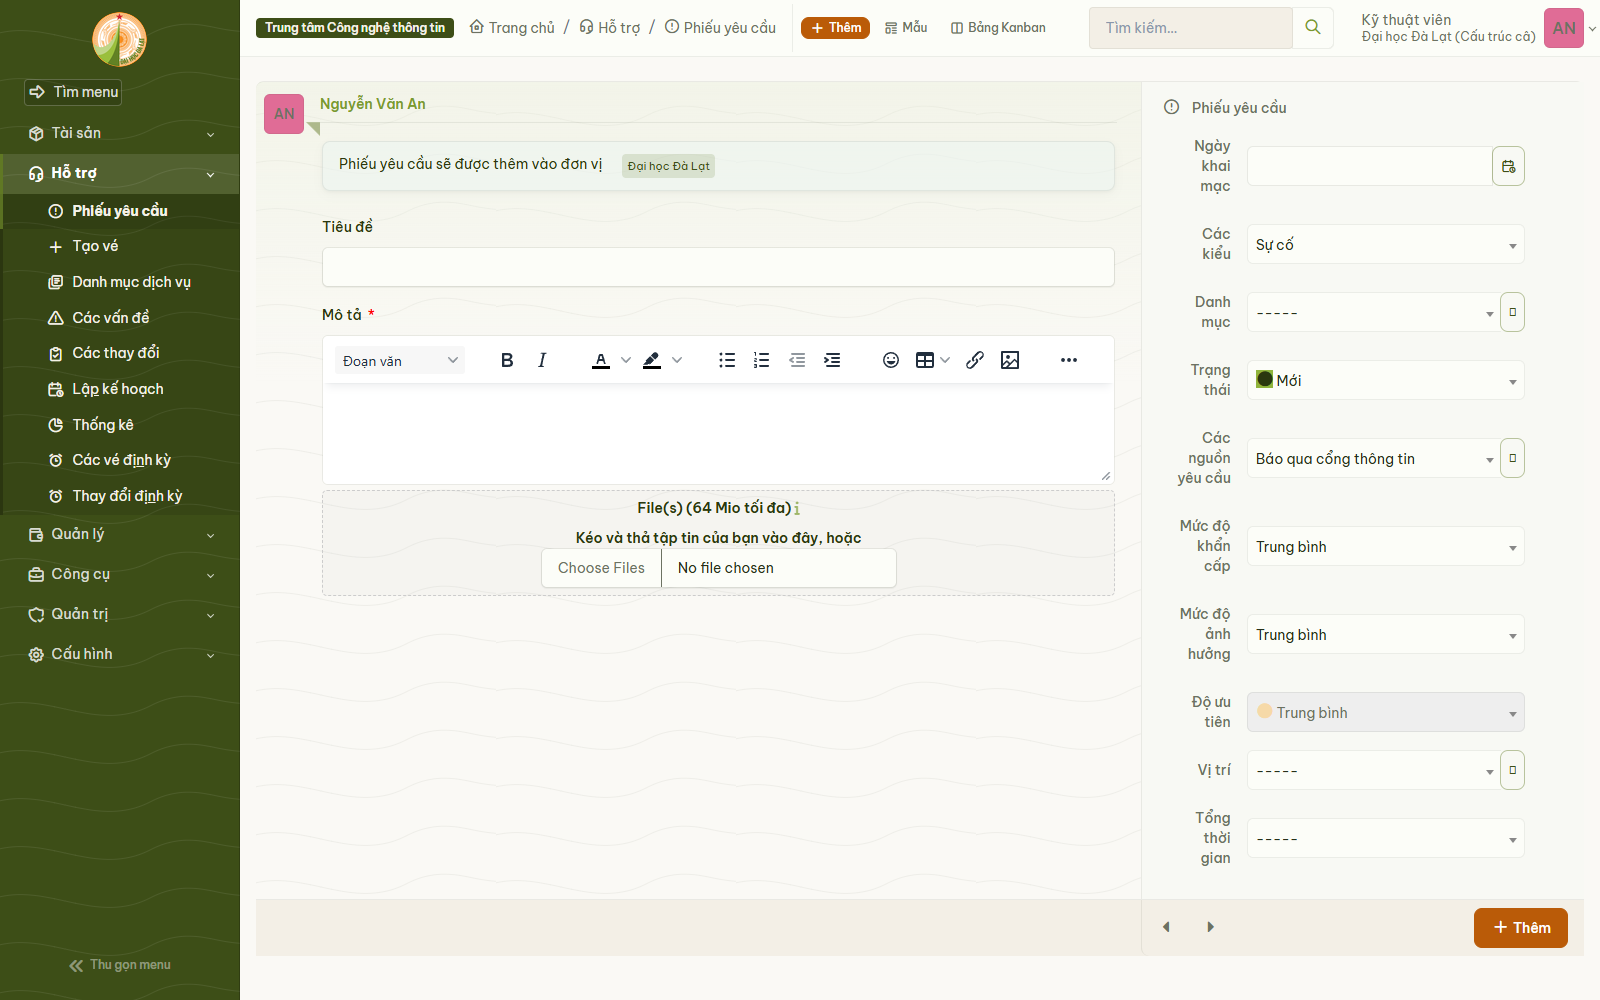 Trung tâm Công nghệ thông tin
Trang chủ / Hỗ trợ / Phiếu yêu cầu
Thêm
Mẫu
Bảng Kanban
Tìm kiếm...
Kỹ thuật viên
Đại học Đà Lạt (Cấu trúc câ)
AN
Tìm menu
Tài sản
Hỗ trợ
Phiếu yêu cầu
Tạo vé
Danh mục dịch vụ
Các vấn đề
Các thay đổi
Lập kế hoạch
Thống kê
Các vé định kỳ
Thay đổi định kỳ
Quản lý
Công cụ
Quản trị
Cấu hình
Thu gọn menu
AN
Nguyễn Văn An
Phiếu yêu cầu sẽ được thêm vào đơn vị Đại học Đà Lạt
Tiêu đề
Mô tả *
Đoạn văn
File(s) (64 Mio tối đa)
Kéo và thả tập tin của bạn vào đây, hoặc
Choose Files No file chosen
Phiếu yêu cầu
Ngày khai mạc
Các kiểu
Sự cố
Danh mục
-----
Trạng thái
Mới
Các nguồn yêu cầu
Báo qua cổng thông tin
Mức độ khẩn cấp
Trung bình
Mức độ ảnh hưởng
Trung bình
Độ ưu tiên
Trung bình
Vị trí
-----
Tổng thời gian
-----
Thêm